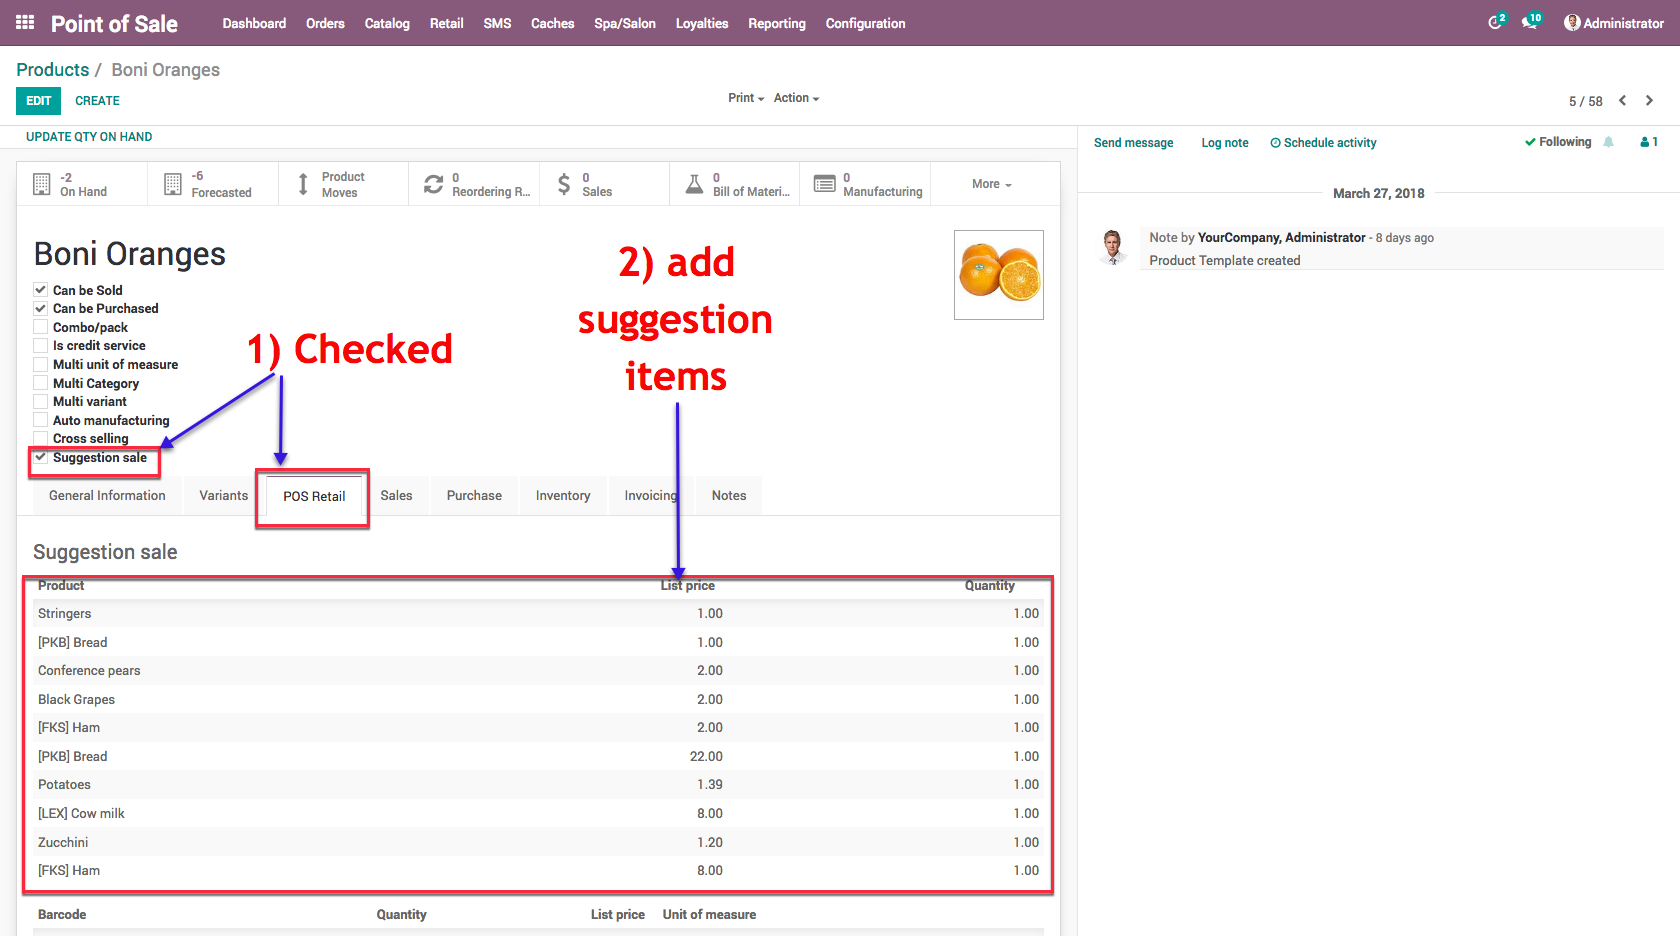 Point of Sale Dashboard Orders Catalog Retail SMS Caches Spa/Salon Loyalties Reporting Configuration 2 10 Administrator
Products / Boni Oranges
EDIT CREATE Print Action 5 / 58
UPDATE QTY ON HAND
Send message Log note Schedule activity Following 1
-2 On Hand
-6 Forecasted
Product Moves
0 Reordering R...
0 Sales
0 Bill of Materi...
0 Manufacturing
More
March 27, 2018
Note by YourCompany, Administrator - 8 days ago
Product Template created
Boni Oranges
Can be Sold
Can be Purchased
Combo/pack
Is credit service
Multi unit of measure
Multi Category
Multi variant
Auto manufacturing
Cross selling
Suggestion sale
1) Checked
2) add
suggestion
items
General Information Variants POS Retail Sales Purchase Inventory Invoicing Notes
Suggestion sale
Product List price Quantity
Stringers 1.00 1.00
[PKB] Bread 1.00 1.00
Conference pears 2.00 1.00
Black Grapes 2.00 1.00
[FKS] Ham 2.00 1.00
[PKB] Bread 22.00 1.00
Potatoes 1.39 1.00
[LEX] Cow milk 8.00 1.00
Zucchini 1.20 1.00
[FKS] Ham 8.00 1.00
Barcode Quantity List price Unit of measure